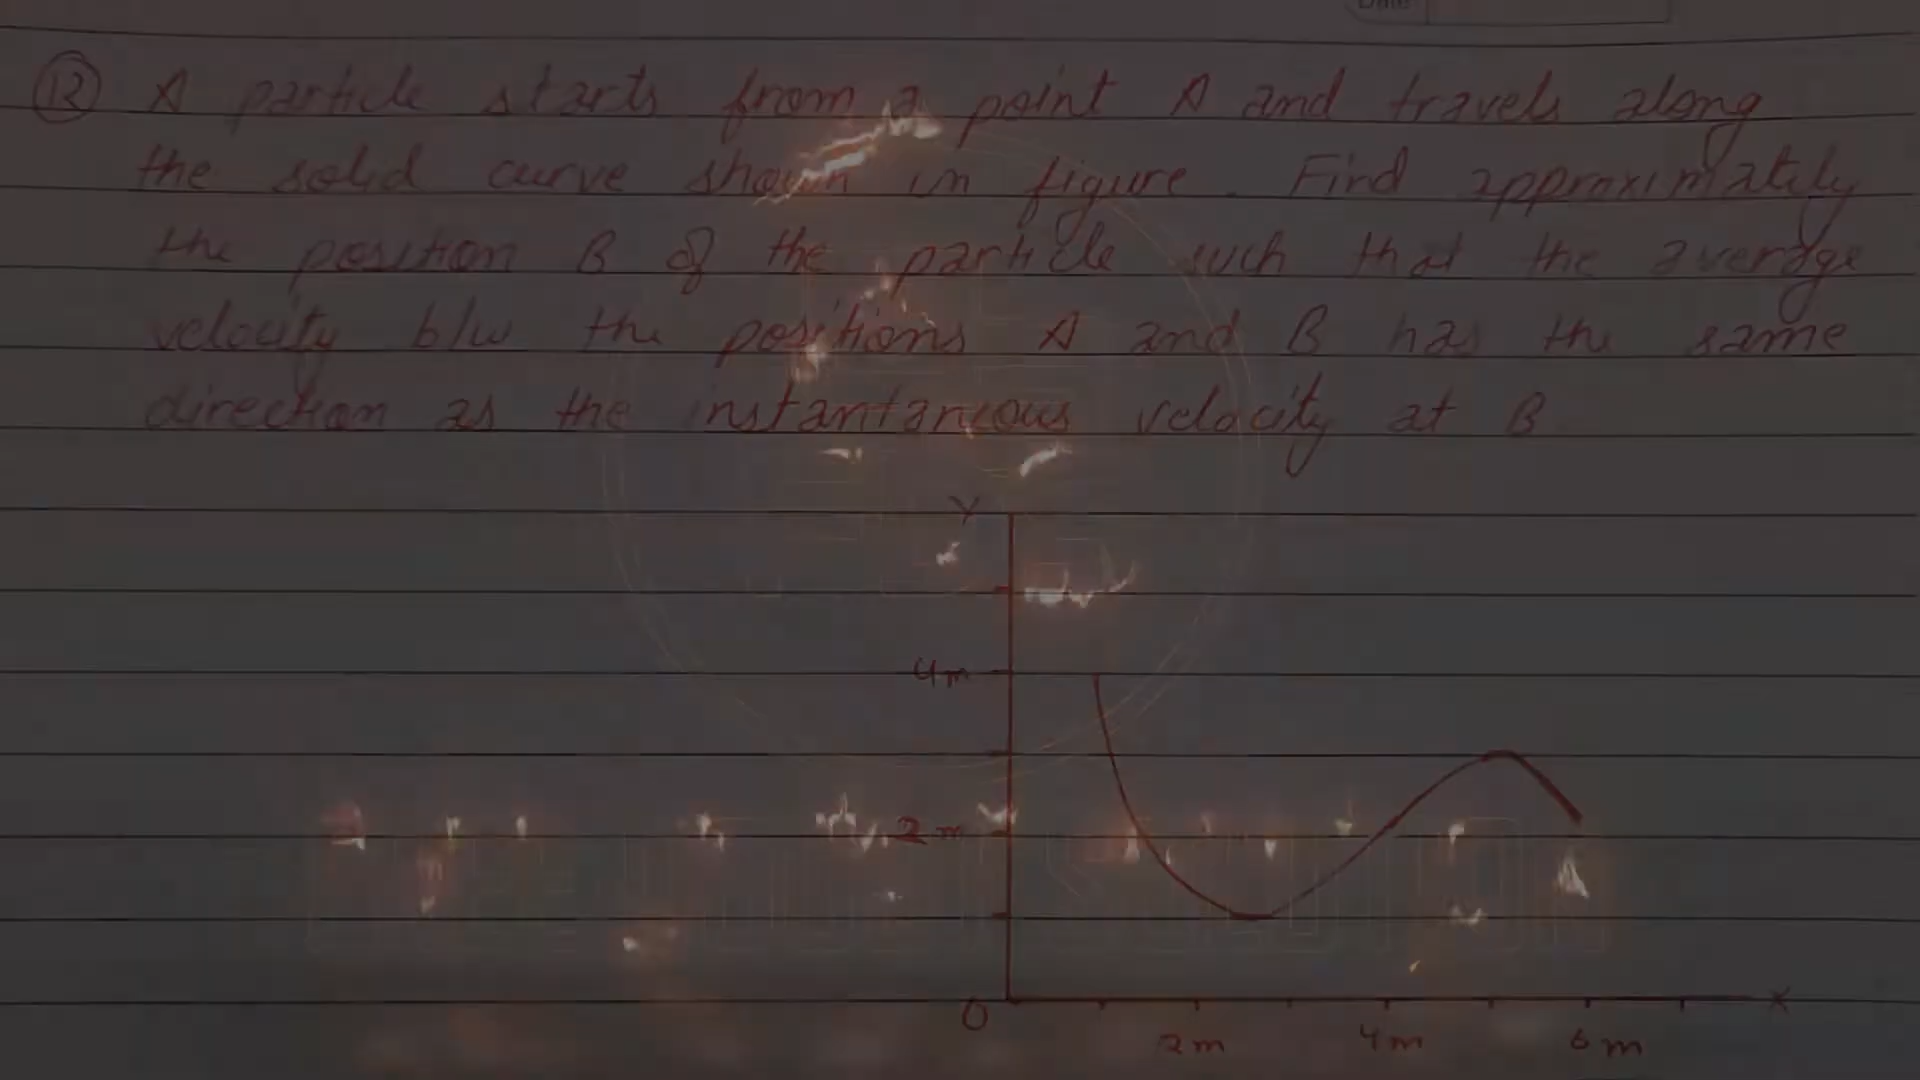 Date
12 A particle starts from a point A and travels along
the solid curve shown in figure. Find approximately
the position B of the particle such that the average
velocity b/w the positions A and B has the same
direction as the instantaneous velocity at B
Y
4m
2m
O
X
2m 4m 6m